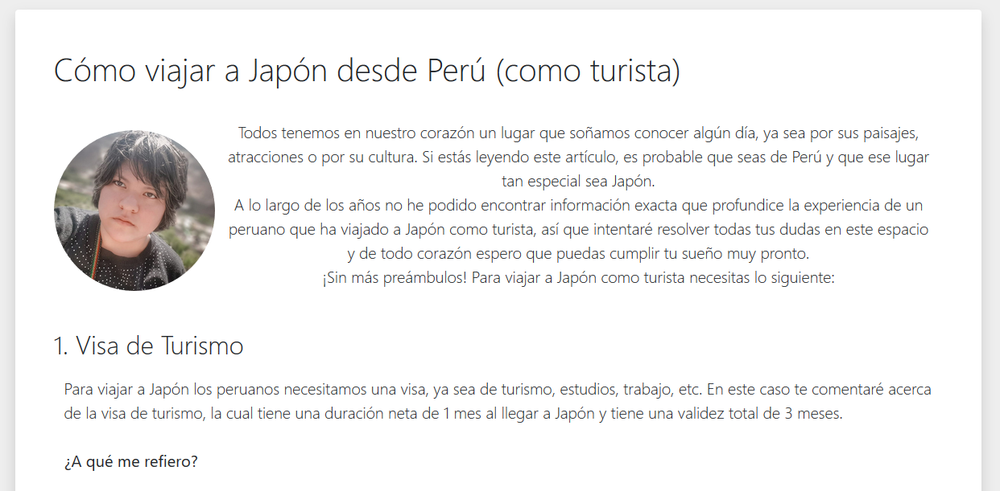 Cómo viajar a Japón desde Perú (como turista)
Todos tenemos en nuestro corazón un lugar que soñamos conocer algún día, ya sea por sus paisajes,
atracciones o por su cultura. Si estás leyendo este artículo, es probable que seas de Perú y que ese lugar
tan especial sea Japón.
A lo largo de los años no he podido encontrar información exacta que profundice la experiencia de un
peruano que ha viajado a Japón como turista, así que intentaré resolver todas tus dudas en este espacio
y de todo corazón espero que puedas cumplir tu sueño muy pronto.
¡Sin más preámbulos! Para viajar a Japón como turista necesitas lo siguiente:
1. Visa de Turismo
Para viajar a Japón los peruanos necesitamos una visa, ya sea de turismo, estudios, trabajo, etc. En este caso te comentaré acerca
de la visa de turismo, la cual tiene una duración neta de 1 mes al llegar a Japón y tiene una validez total de 3 meses.
¿A qué me refiero?